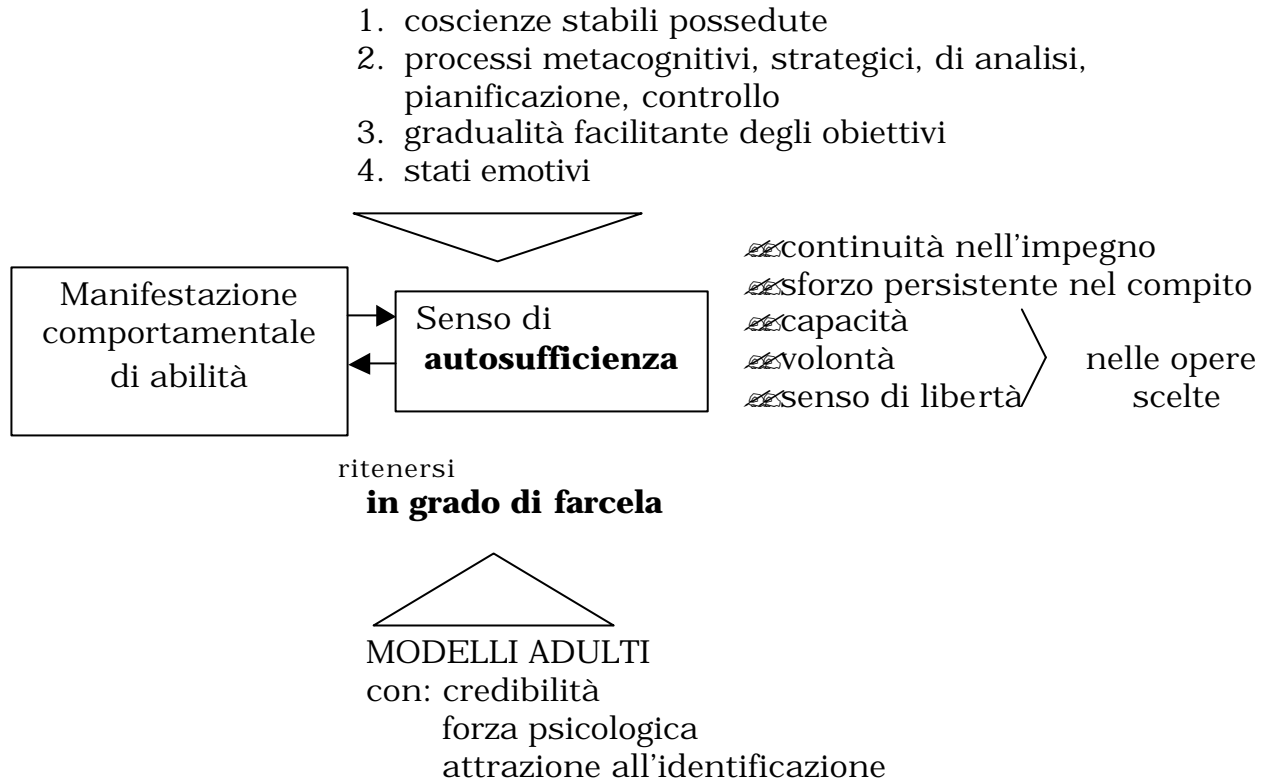 1. coscienze stabili possedute
2. processi metacognitivi, strategici, di analisi,
pianificazione, controllo
3. gradualità facilitante degli obiettivi
4. stati emotivi
Manifestazione
comportamentale
di abilità
Senso di
autosufficienza
continuità nell'impegno
sforzo persistente nel compito
capacità
volontà
senso di libertà
nelle opere
scelte
ritenersi
in grado di farcela
MODELLI ADULTI
con: credibilità
forza psicologica
attrazione all'identificazione